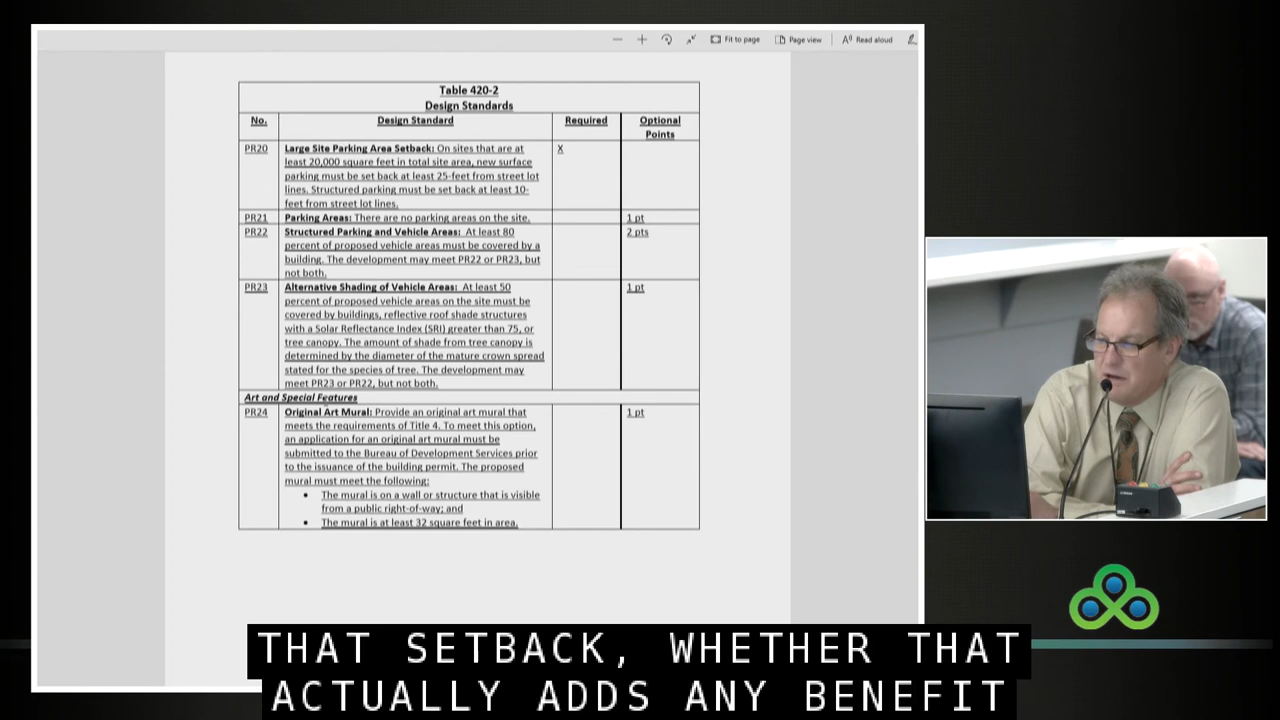 Fit to page
Page view
Read aloud
Table 420-2
Design Standards
No.
Design Standard
Required
Optional
Points
PR20
Large Site Parking Area Setback: On sites that are at
least 20,000 square feet in total site area, new surface
parking must be set back at least 25-feet from street lot
lines. Structured parking must be set back at least 10-
feet from street lot lines.
X
PR21
Parking Areas: There are no parking areas on the site.
1 pt
PR22
Structured Parking and Vehicle Areas: At least 80
percent of proposed vehicle areas must be covered by a
building. The development may meet PR22 or PR23, but
not both.
2 pts
PR23
Alternative Shading of Vehicle Areas: At least 50
percent of proposed vehicle areas on the site must be
covered by buildings, reflective roof shade structures
with a Solar Reflectance Index (SRI) greater than 75, or
tree canopy. The amount of shade from tree canopy is
determined by the diameter of the mature crown spread
stated for the species of tree. The development may
meet PR23 or PR22, but not both.
1 pt
Art and Special Features
PR24
Original Art Mural: Provide an original art mural that
meets the requirements of Title 4. To meet this option,
an application for an original art mural must be
submitted to the Bureau of Development Services prior
to the issuance of the building permit. The proposed
mural must meet the following:
• The mural is on a wall or structure that is visible
from a public right-of-way; and
• The mural is at least 32 square feet in area.
1 pt
THAT SETBACK, WHETHER THAT
ACTUALLY ADDS ANY BENEFIT